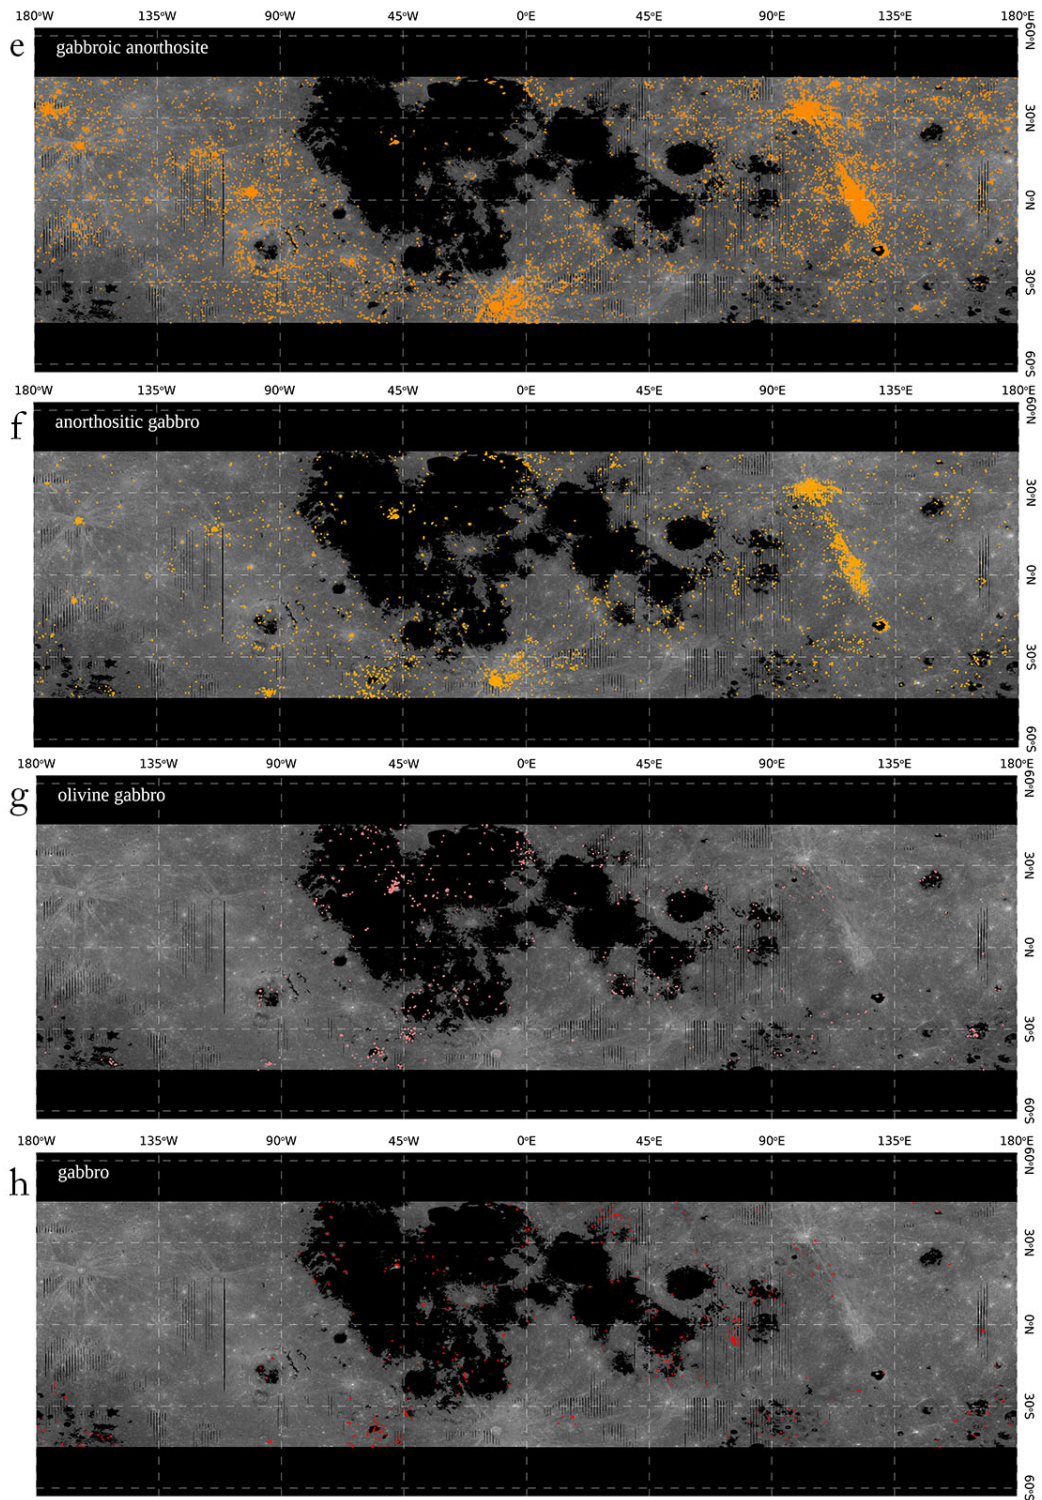 180°W 135°W 90°W 45°W 0°E 45°E 90°E 135°E 180°E
e
gabbroic anorthosite
60°N
30°N
0°N
30°S
60°S
180°W 135°W 90°W 45°W 0°E 45°E 90°E 135°E 180°E
f
anorthositic gabbro
60°N
30°N
0°N
30°S
60°S
180°W 135°W 90°W 45°W 0°E 45°E 90°E 135°E 180°E
g
olivine gabbro
60°N
30°N
0°N
30°S
60°S
180°W 135°W 90°W 45°W 0°E 45°E 90°E 135°E 180°E
h
gabbro
60°N
30°N
0°N
30°S
60°S